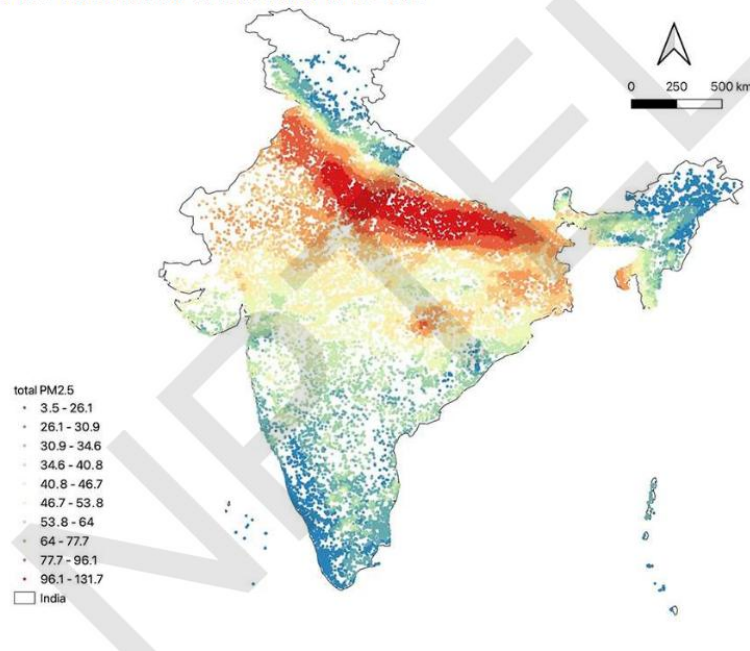 0 250 500 km
total PM2.5
3.5 - 26.1
26.1 - 30.9
30.9 - 34.6
34.6 - 40.8
40.8 - 46.7
46.7 - 53.8
53.8 - 64
64 - 77.7
77.7 - 96.1
96.1 - 131.7
India
NPTEL